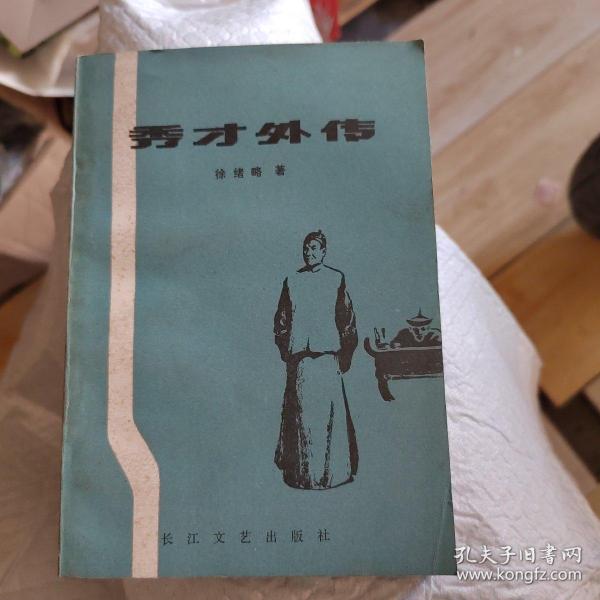 秀才外传
徐绪略 著
长江文艺出版社
孔夫子旧书网
www.kongfz.com